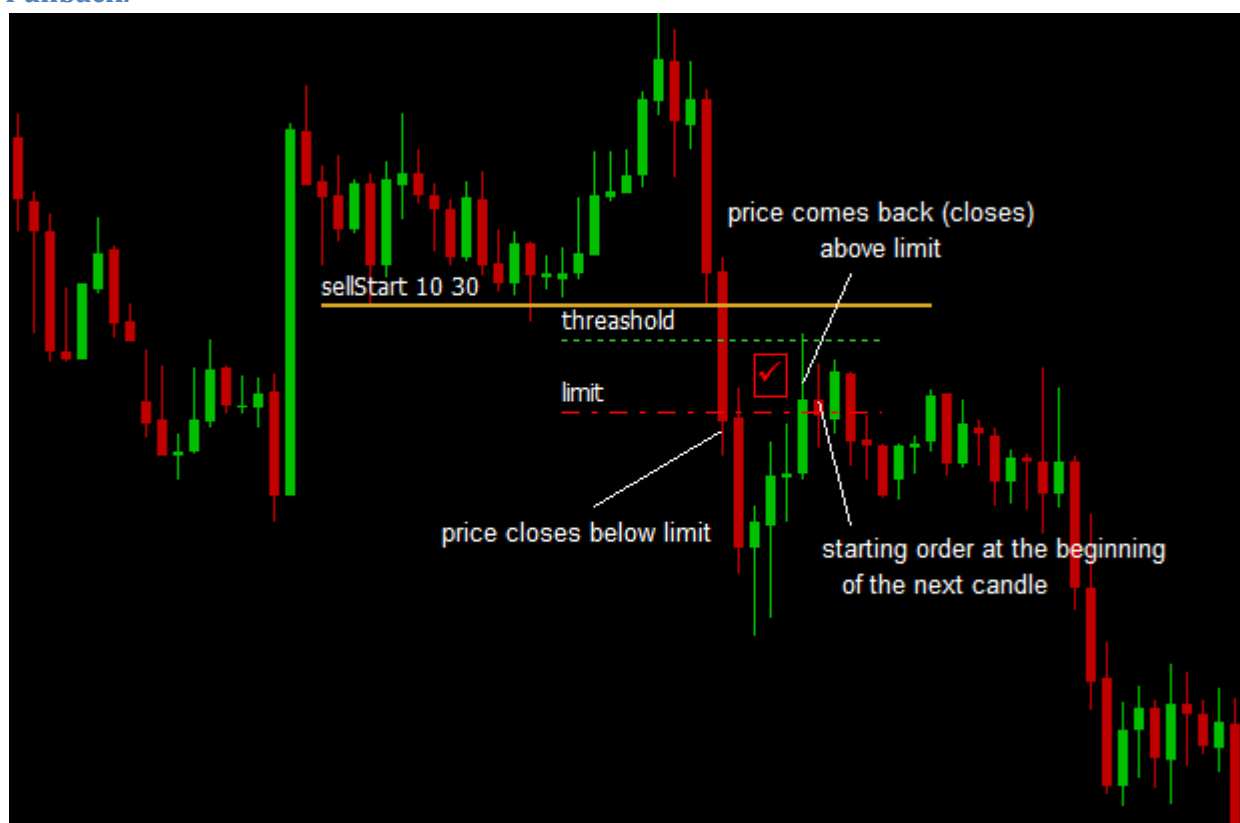 Pullback:
price comes back (closes)
above limit
sellStart 10 30
threashold
limit
price closes below limit
starting order at the beginning
of the next candle